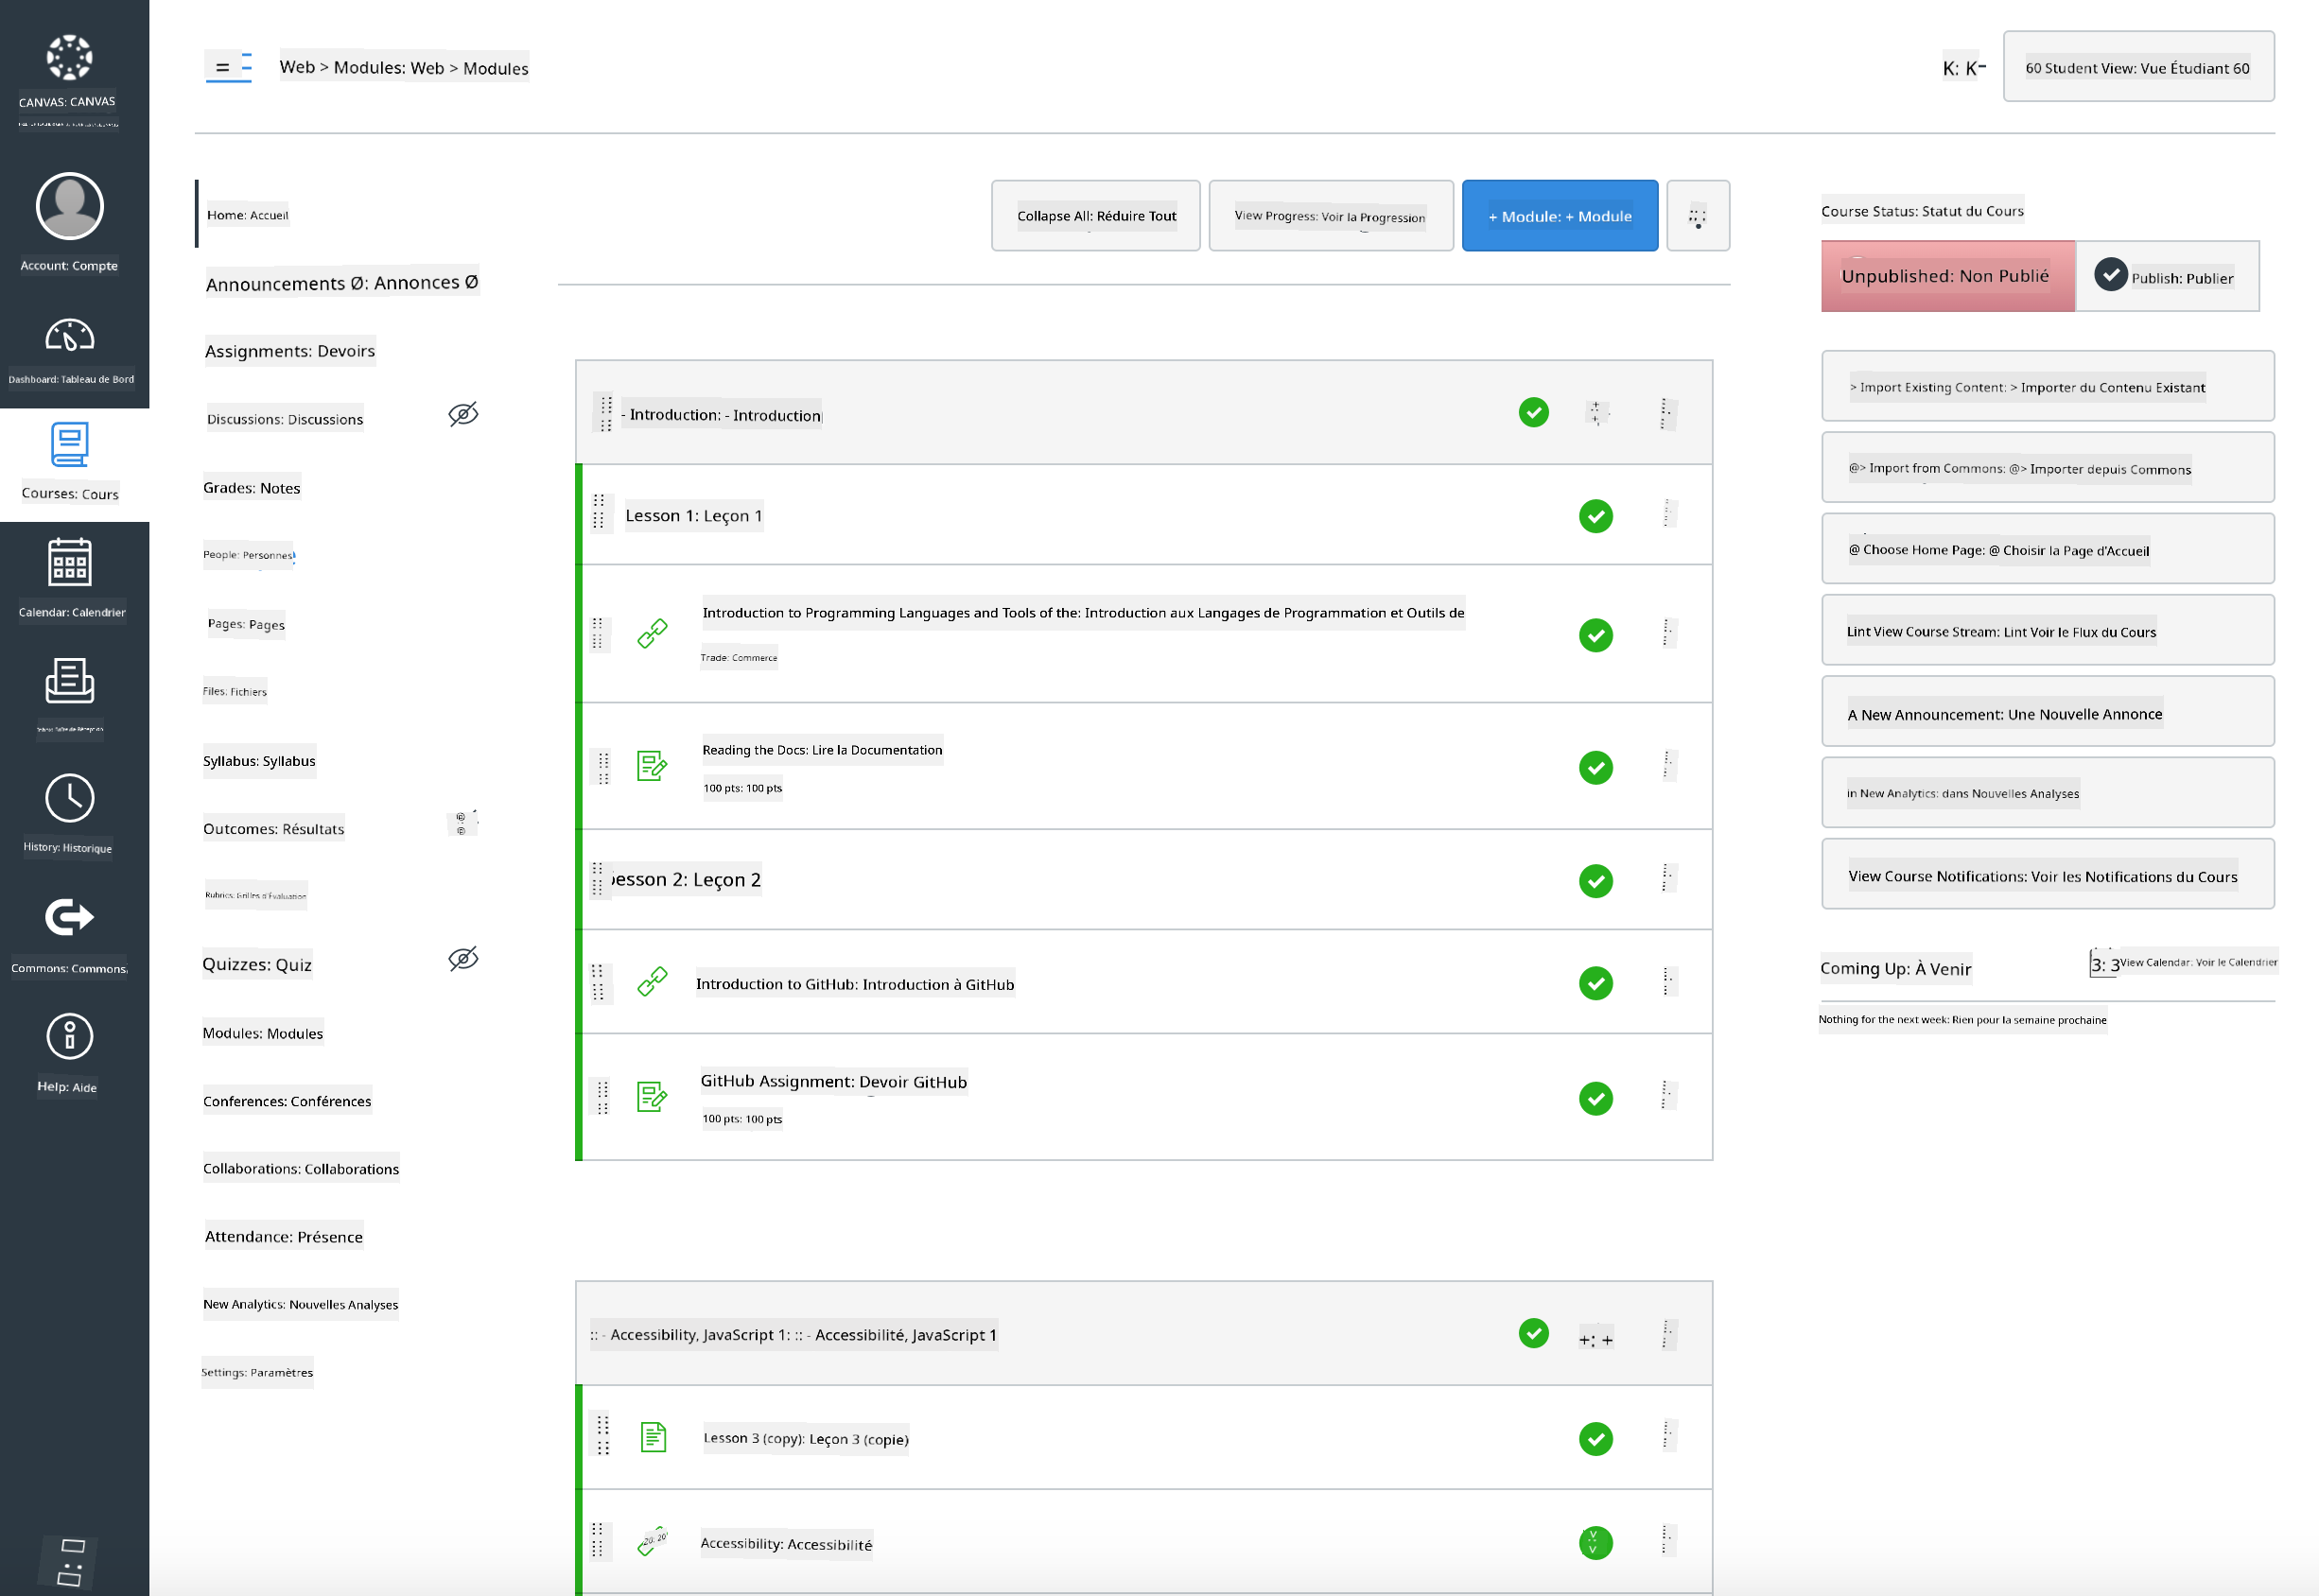 CANVAS: CANVAS
Account: Compte
Dashboard: Tableau de Bord
Courses: Cours
Calendar: Calendrier
History: Historique
Commons: Commons
Help: Aide
Web > Modules: Web > Modules
K: K
60 Student View: Vue Étudiant 60
Home: Accueil
Announcements Ø: Annonces Ø
Assignments: Devoirs
Discussions: Discussions
Grades: Notes
People: Personnes
Pages: Pages
Files: Fichiers
Syllabus: Syllabus
Outcomes: Résultats
Rubrics: Grilles d'Évaluation
Quizzes: Quiz
Modules: Modules
Conferences: Conférences
Collaborations: Collaborations
Attendance: Présence
New Analytics: Nouvelles Analyses
Settings: Paramètres
Collapse All: Réduire Tout
View Progress: Voir la Progression
+ Module: + Module
- Introduction: - Introduction
Lesson 1: Leçon 1
Introduction to Programming Languages and Tools of the: Introduction aux Langages de Programmation et Outils de
Trade: Commerce
Reading the Docs: Lire la Documentation
100 pts: 100 pts
esson 2: Leçon 2
Introduction to GitHub: Introduction à GitHub
GitHub Assignment: Devoir GitHub
100 pts: 100 pts
:: - Accessibility, JavaScript 1: :: - Accessibilité, JavaScript 1
+: +
Lesson 3 (copy): Leçon 3 (copie)
20: 20
Accessibility: Accessibilité
Course Status: Statut du Cours
Unpublished: Non Publié
Publish: Publier
> Import Existing Content: > Importer du Contenu Existant
@> Import from Commons: @> Importer depuis Commons
@ Choose Home Page: @ Choisir la Page d'Accueil
Lint View Course Stream: Lint Voir le Flux du Cours
A New Announcement: Une Nouvelle Annonce
in New Analytics: dans Nouvelles Analyses
View Course Notifications: Voir les Notifications du Cours
Coming Up: À Venir
3: 3
View Calendar: Voir le Calendrier
Nothing for the next week: Rien pour la semaine prochaine